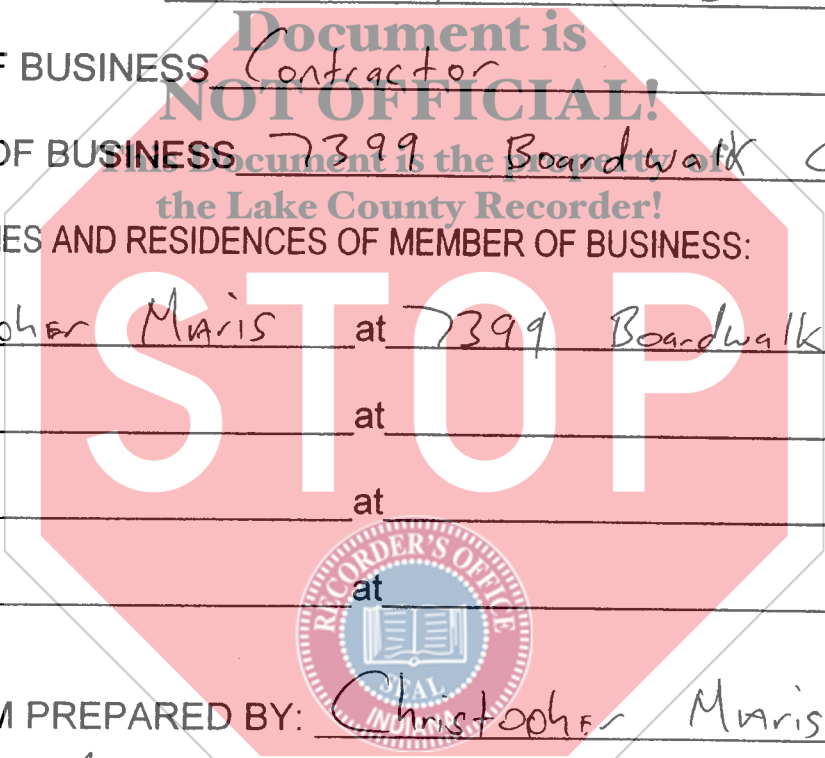 Document is
F BUSINESS Contractor
NOT OFFICIAL!
OF BUSINESS 7399 Boardwalk C
This Document is the property of
the Lake County Recorder!
ES AND RESIDENCES OF MEMBER OF BUSINESS:
opher at 7399 Boardwalk
STOP
at
at
at
RECORDER'S OFFICE
SEAL
INDIANA
M PREPARED BY: Christopher